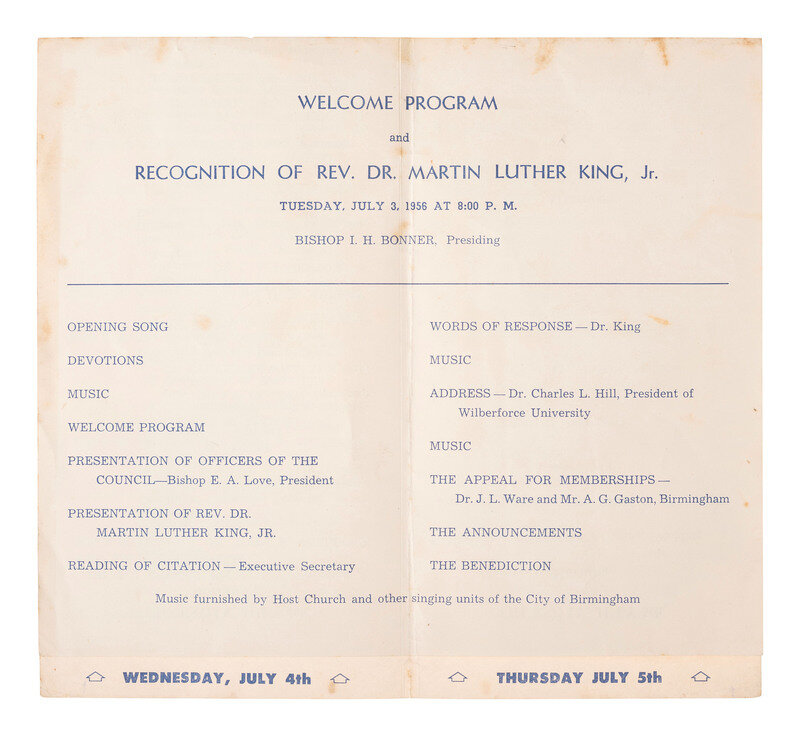 WELCOME PROGRAM
and
RECOGNITION OF REV. DR. MARTIN LUTHER KING, Jr.
TUESDAY, JULY 3, 1956 AT 8:00 P. M.
BISHOP I. H. BONNER, Presiding
OPENING SONG
DEVOTIONS
MUSIC
WELCOME PROGRAM
PRESENTATION OF OFFICERS OF THE
COUNCIL—Bishop E. A. Love, President
PRESENTATION OF REV. DR.
MARTIN LUTHER KING, JR.
READING OF CITATION — Executive Secretary
WORDS OF RESPONSE — Dr. King
MUSIC
ADDRESS — Dr. Charles L. Hill, President of
Wilberforce University
MUSIC
THE APPEAL FOR MEMBERSHIPS —
Dr. J. L. Ware and Mr. A. G. Gaston, Birmingham
THE ANNOUNCEMENTS
THE BENEDICTION
Music furnished by Host Church and other singing units of the City of Birmingham
WEDNESDAY, JULY 4th
THURSDAY JULY 5th